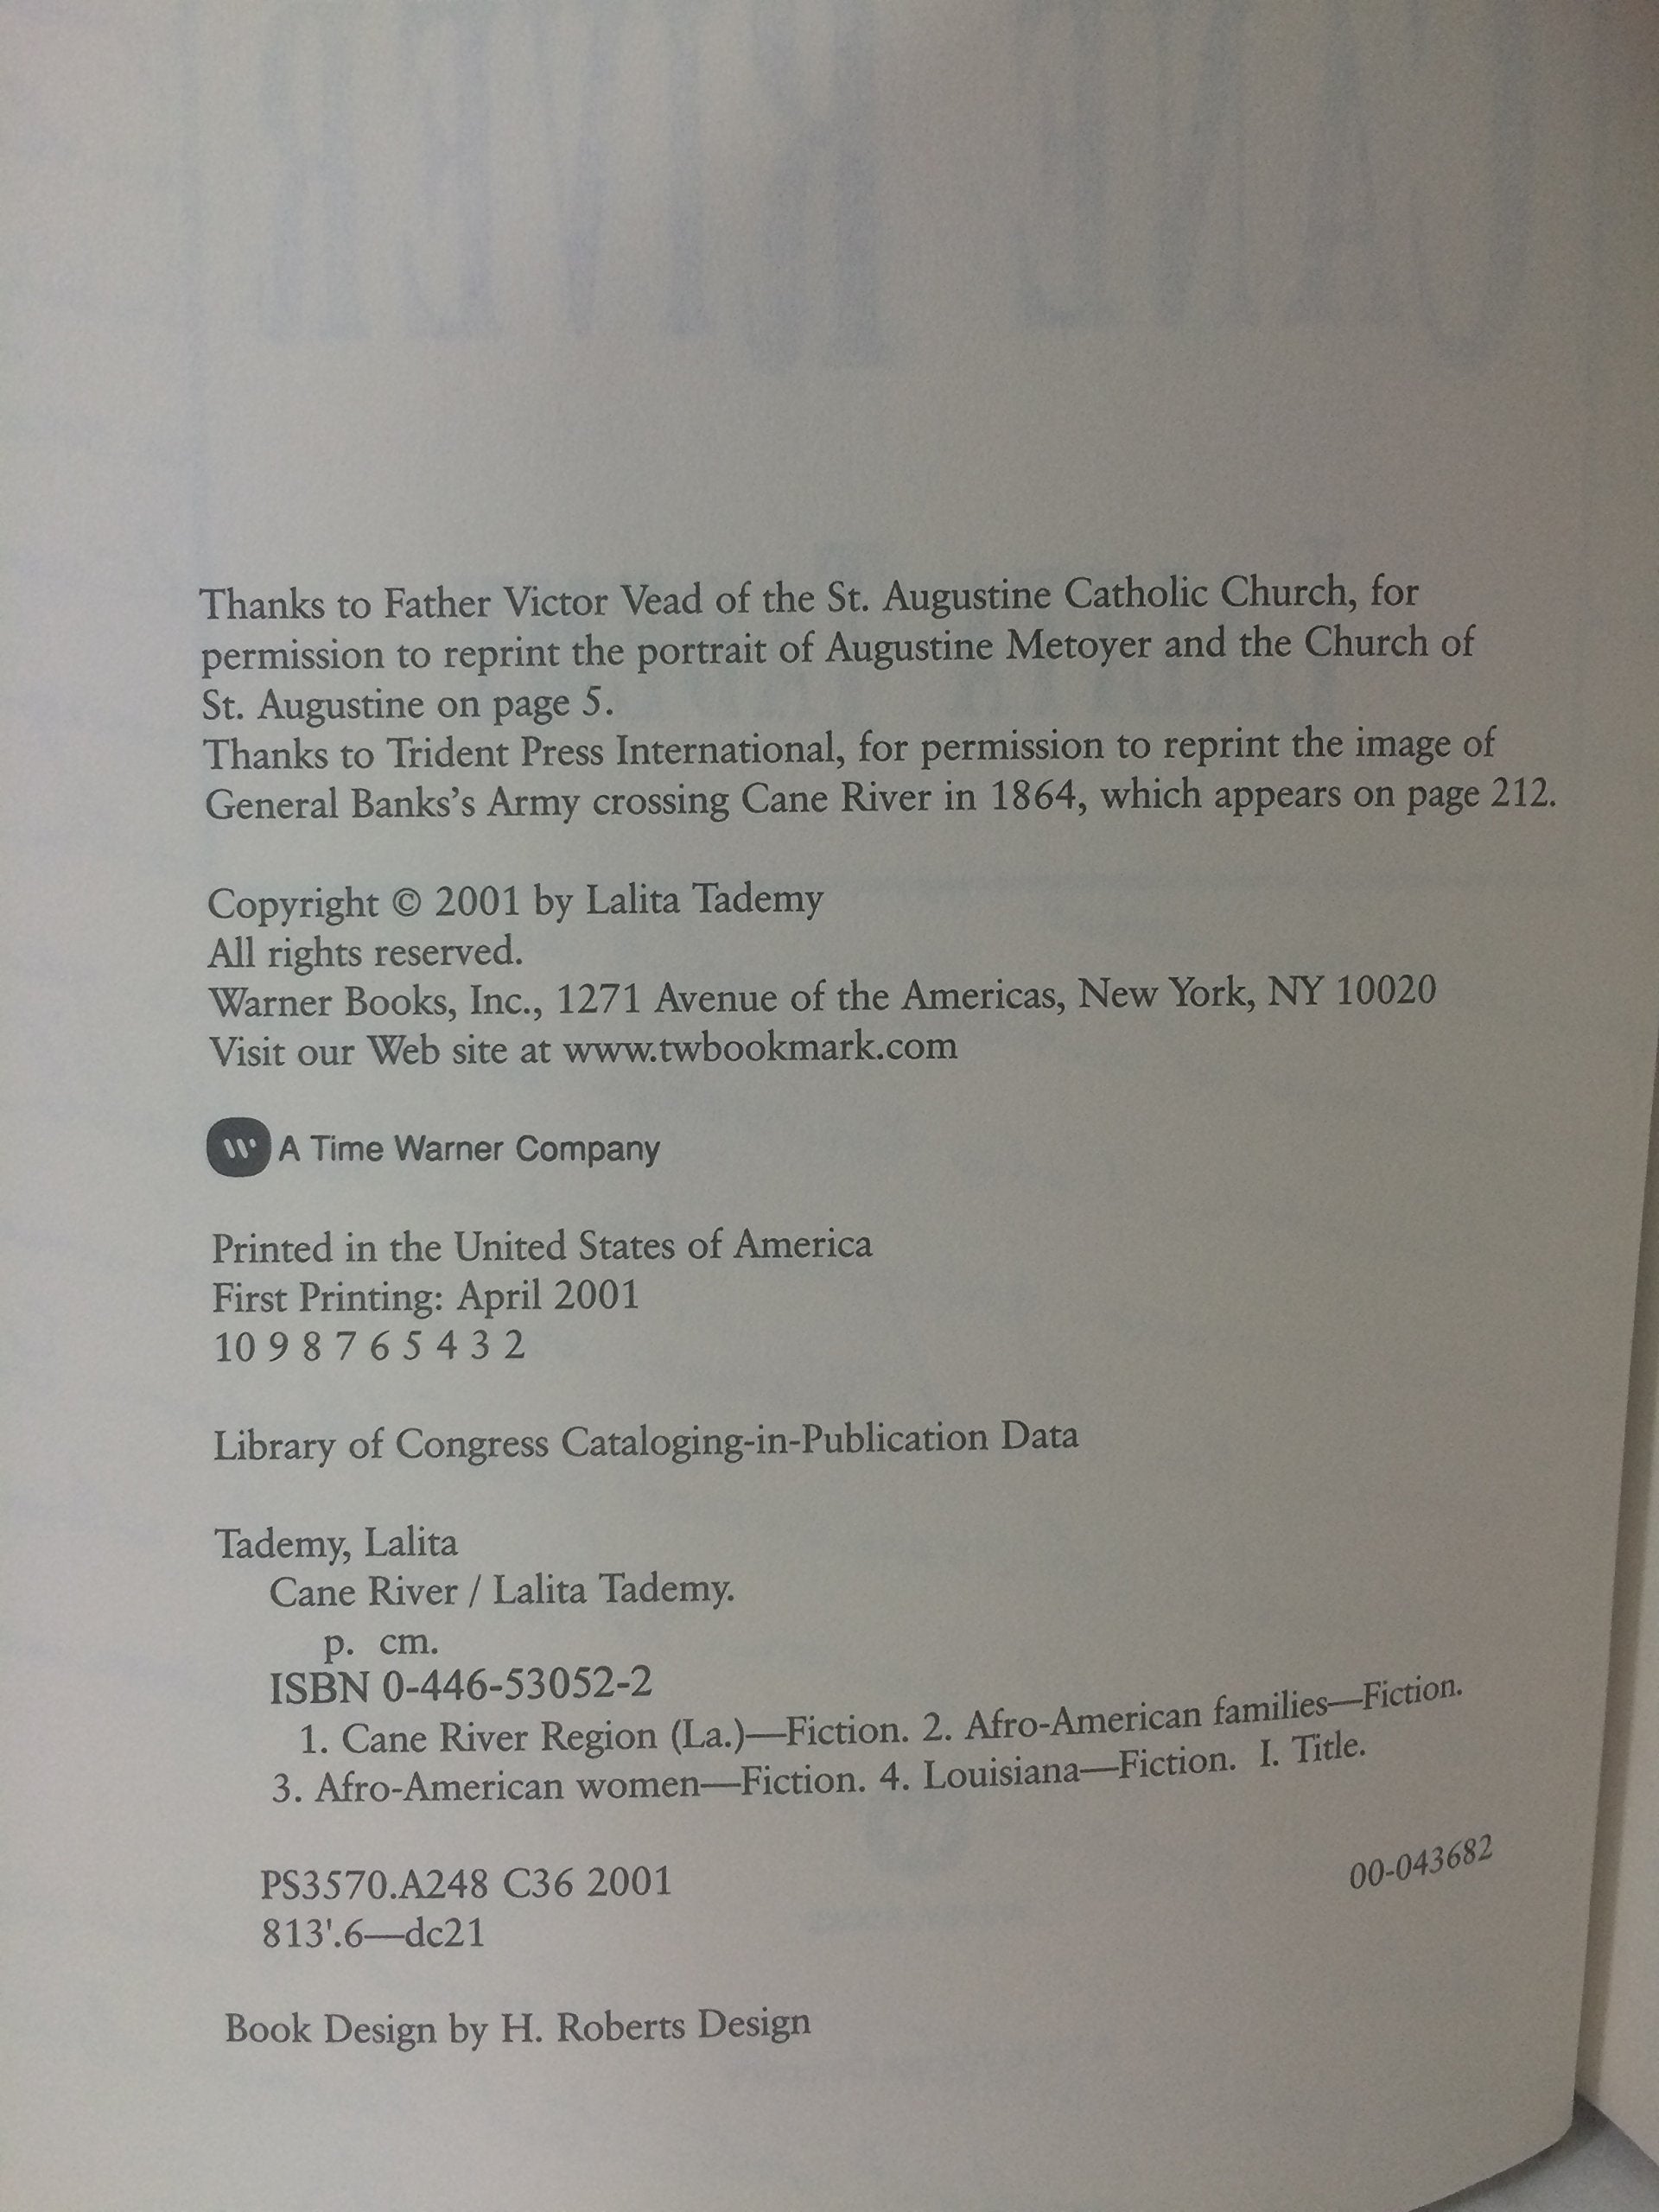 Thanks to Father Victor Vead of the St. Augustine Catholic Church, for
permission to reprint the portrait of Augustine Metoyer and the Church of
St. Augustine on page 5.
Thanks to Trident Press International, for permission to reprint the image of
General Banks's Army crossing Cane River in 1864, which appears on page 212.
Copyright © 2001 by Lalita Tademy
All rights reserved.
Warner Books, Inc., 1271 Avenue of the Americas, New York, NY 10020
Visit our Web site at www.twbookmark.com
W A Time Warner Company
Printed in the United States of America
First Printing: April 2001
10 9 8 7 6 5 4 3 2
Library of Congress Cataloging-in-Publication Data
Tademy, Lalita
Cane River / Lalita Tademy.
p. cm.
ISBN 0-446-53052-2
1. Cane River Region (La.)—Fiction. 2. Afro-American families—Fiction.
3. Afro-American women—Fiction. 4. Louisiana—Fiction. I. Title.
PS3570.A248 C36 2001
00-043682
813'.6—dc21
Book Design by H. Roberts Design